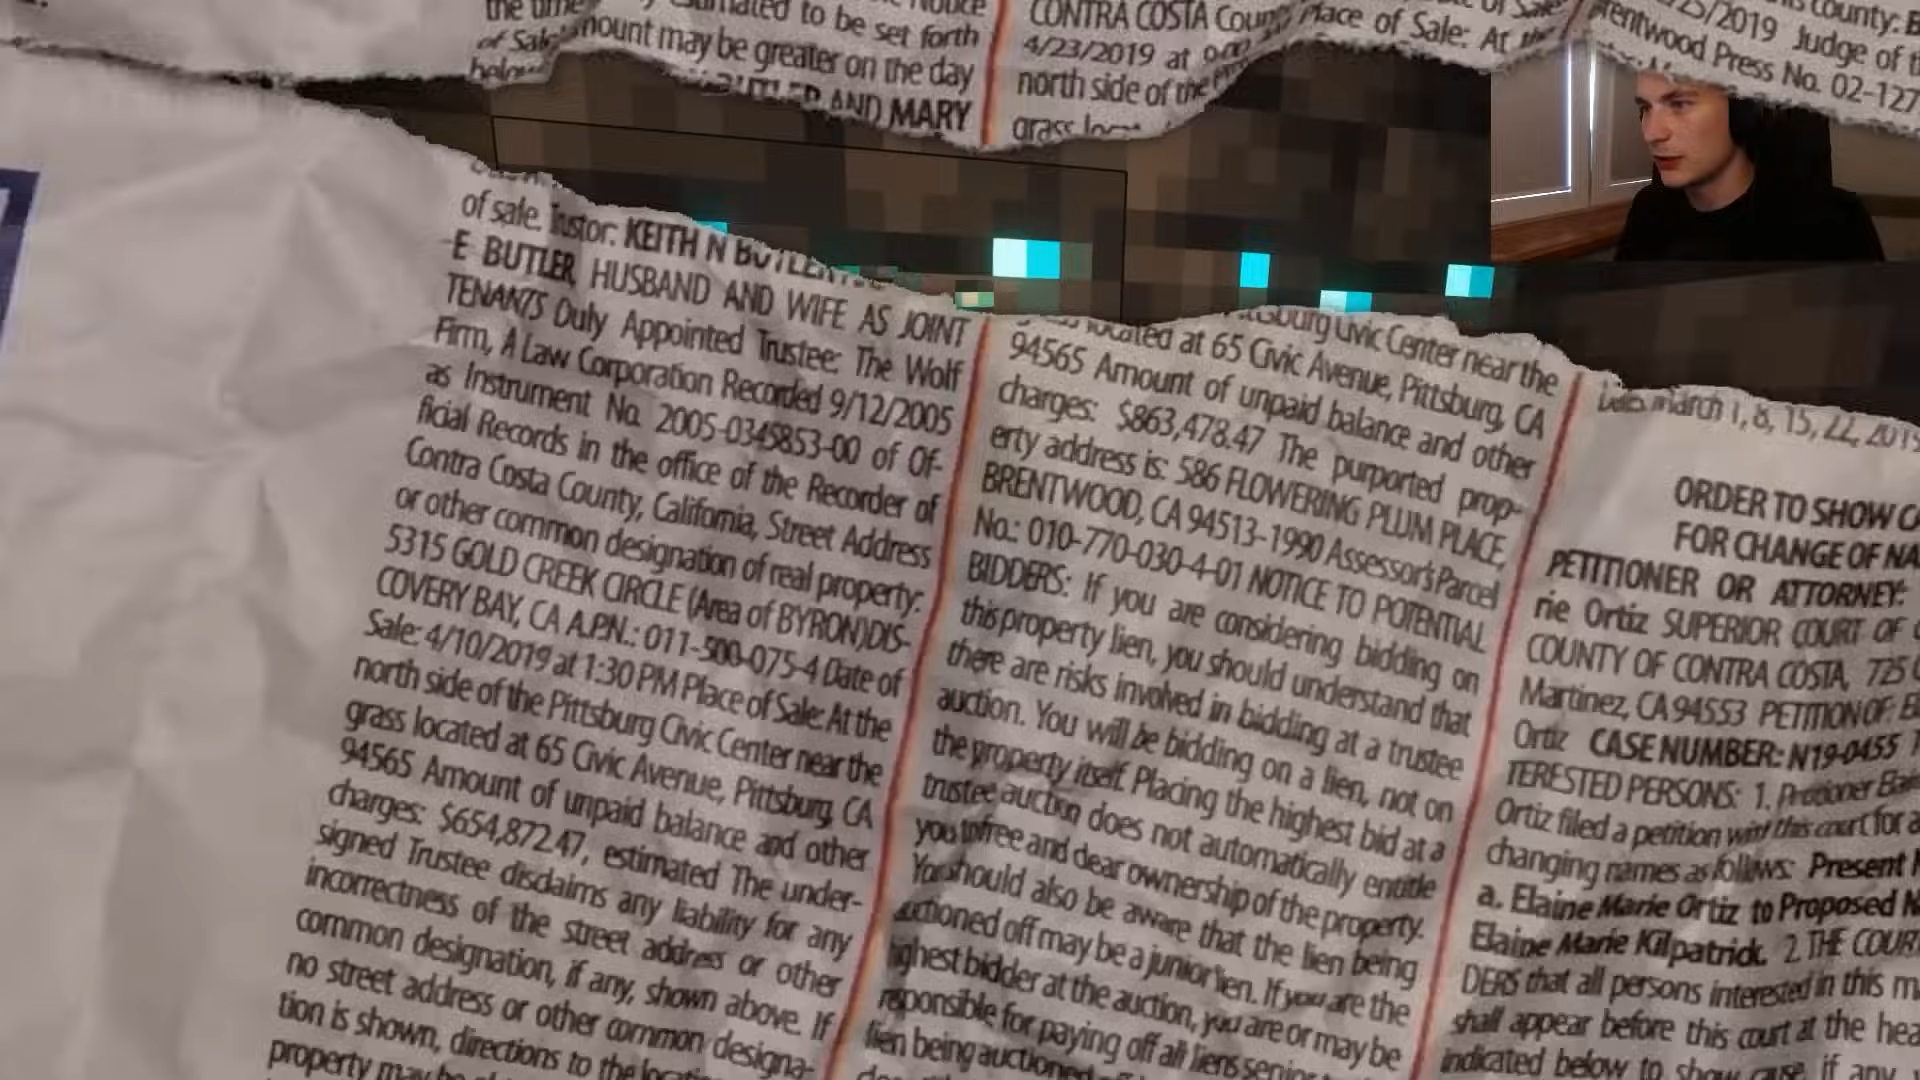 to be set forth
amount may be greater on the day
AND MARY
of sale. Trustor: KEITH N BUTLER
E BUTLER, HUSBAND AND WIFE AS JOINT
TENANTS Duly Appointed Trustee: The Wolf
Firm, A Law Corporation Recorded 9/12/2005
as Instrument No. 2005-0345853-00 of Of-
ficial Records in the office of the Recorder of
Contra Costa County, California, Street Address
or other common designation of real property:
5315 GOLD CREEK CIRCLE (Area of BYRON)DIS-
COVERY BAY, CA A.P.N.: 011-500-075-4 Date of
Sale: 4/10/2019 at 1:30 PM Place of Sale: At the
north side of the Pittsburg Civic Center near the
grass located at 65 Civic Avenue, Pittsburg, CA
94565 Amount of unpaid balance and other
charges: $654,872.47, estimated The under-
signed Trustee disclaims any liability for any
incorrectness of the street address or other
common designation, if any, shown above. If
no street address or other common designa-
tion is shown, directions to the location
property may be
CONTRA COSTA County Place of Sale: At the
4/23/2019 at
north side of the
grass
Pittsburg Civic Center near the
located at 65 Civic Avenue, Pittsburg, CA
94565 Amount of unpaid balance and other
charges: $863,478.47 The purported prop-
erty address is: 586 FLOWERING PLUM PLACE,
BRENTWOOD, CA 94513-1990 Assessor's Parcel
No.: 010-770-030-4-01 NOTICE TO POTENTIAL
BIDDERS: If you are considering bidding on
this property lien, you should understand that
there are risks involved in bidding at a trustee
auction. You will be bidding on a lien, not on
the property itself. Placing the highest bid at a
trustee auction does not automatically entitle
you to free and clear ownership of the property.
You should also be aware that the lien being
auctioned off may be a junior lien. If you are the
highest bidder at the auction, you are or may be
responsible for paying off all liens senior
lien being auctioned
county:
/25/2019 Judge of
Brentwood Press No. 02-127
March 1, 8, 15, 22, 2019
ORDER TO SHOW
FOR CHANGE OF
PETITIONER OR ATTORNEY:
rie Ortiz SUPERIOR COURT OF
COUNTY OF CONTRA COSTA, 725
Martinez, CA 94553 PETITION OF:
Ortiz CASE NUMBER: N19-0455
TERESTED PERSONS: 1. Petitioner
Ortiz filed a petition with this court for a
changing names as follows: Present
a. Elaine Marie Ortiz to Proposed
Elaine Marie Kilpatrick. 2. THE COURT
DERS that all persons interested in this
shall appear before this court at the
indicated below to show cause, if any,